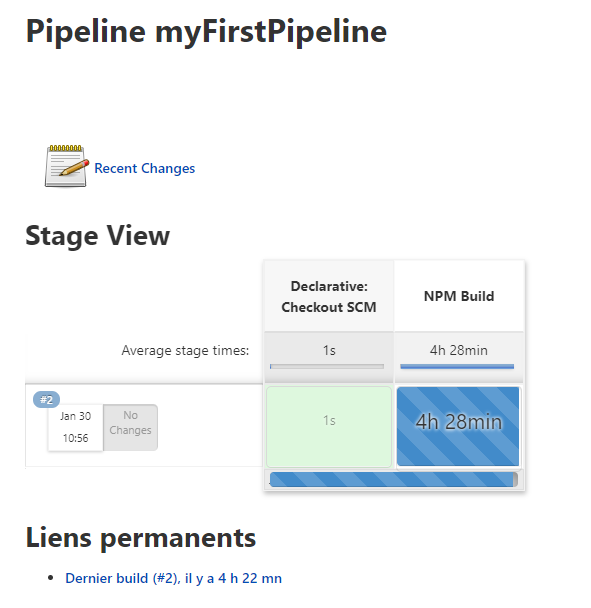 Pipeline myFirstPipeline
Recent Changes
Stage View
Declarative:
Checkout SCM
NPM Build
Average stage times:
1s
4h 28min
#2
Jan 30
10:56
No
Changes
1s
4h 28min
Liens permanents
Dernier build (#2), il y a 4 h 22 mn